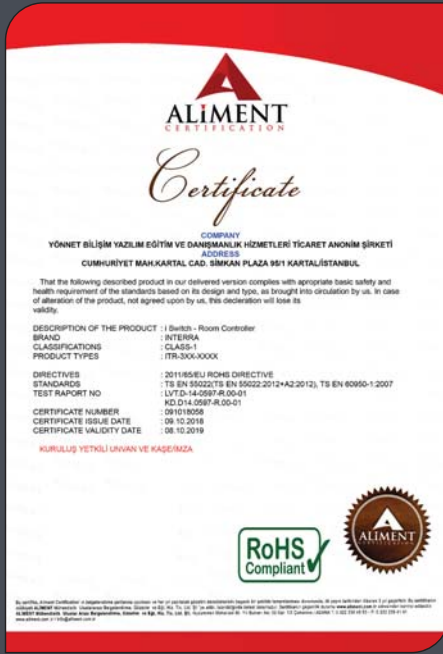 ALiMENT
CERTIFICATION
Certificate
COMPANY
YÖNNET BİLİŞİM YAZILIM EĞİTİM VE DANIŞMANLIK HİZMETLERİ TİCARET ANONİM ŞİRKETİ
ADDRESS
CUMHURİYET MAH.KARTAL CAD. SİMKAN PLAZA 95/1 KARTAL/İSTANBUL
That the following described product in our delivered version complies with apropriate basic safety and
health requirement of the standards based on its design and type, as brought into circulation by us. In case
of alteration of the product, not agreed upon by us, this decleration will lose its
validity.
DESCRIPTION OF THE PRODUCT : I Switch - Room Controller
BRAND : INTERRA
CLASSIFICATIONS : CLASS-1
PRODUCT TYPES : ITR-3XX-XXXX
DIRECTIVES : 2011/65/EU ROHS DIRECTIVE
STANDARDS : TS EN 55022(TS EN 55022:2012+A2:2012), TS EN 60950-1:2007
TEST RAPORT NO : LVT.D-14-0597-R.00-01
KD.D14.0597-R.00-01
CERTIFICATE NUMBER : 091018058
CERTIFICATE ISSUE DATE : 09.10.2018
CERTIFICATE VALIDITY DATE : 08.10.2019
KURULUŞ YETKİLİ UNVAN VE KAŞE/İMZA
RoHS
Compliant
ALIMENT
CERTIFICATION